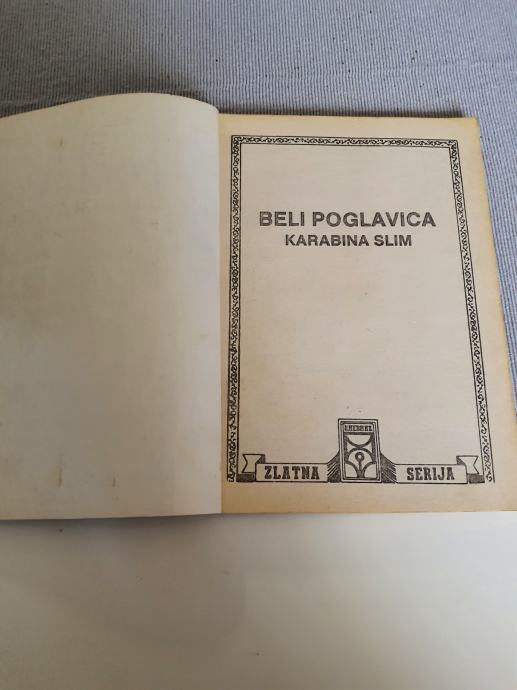 BELI POGLAVICA
KARABINA SLIM
ZLATNA
SERIJA